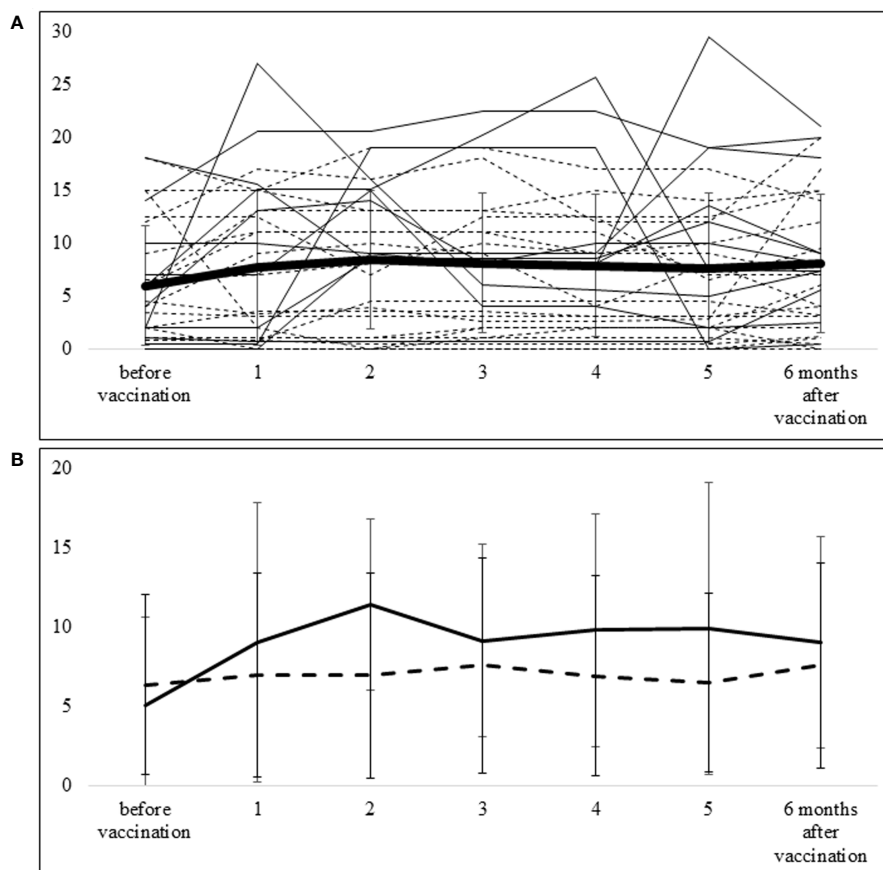 A
30
25
20
15
10
5
0
before 1 2 3 4 5 6 months
vaccination after
vaccination
B
20
15
10
5
0
before 1 2 3 4 5 6 months
vaccination after
vaccination